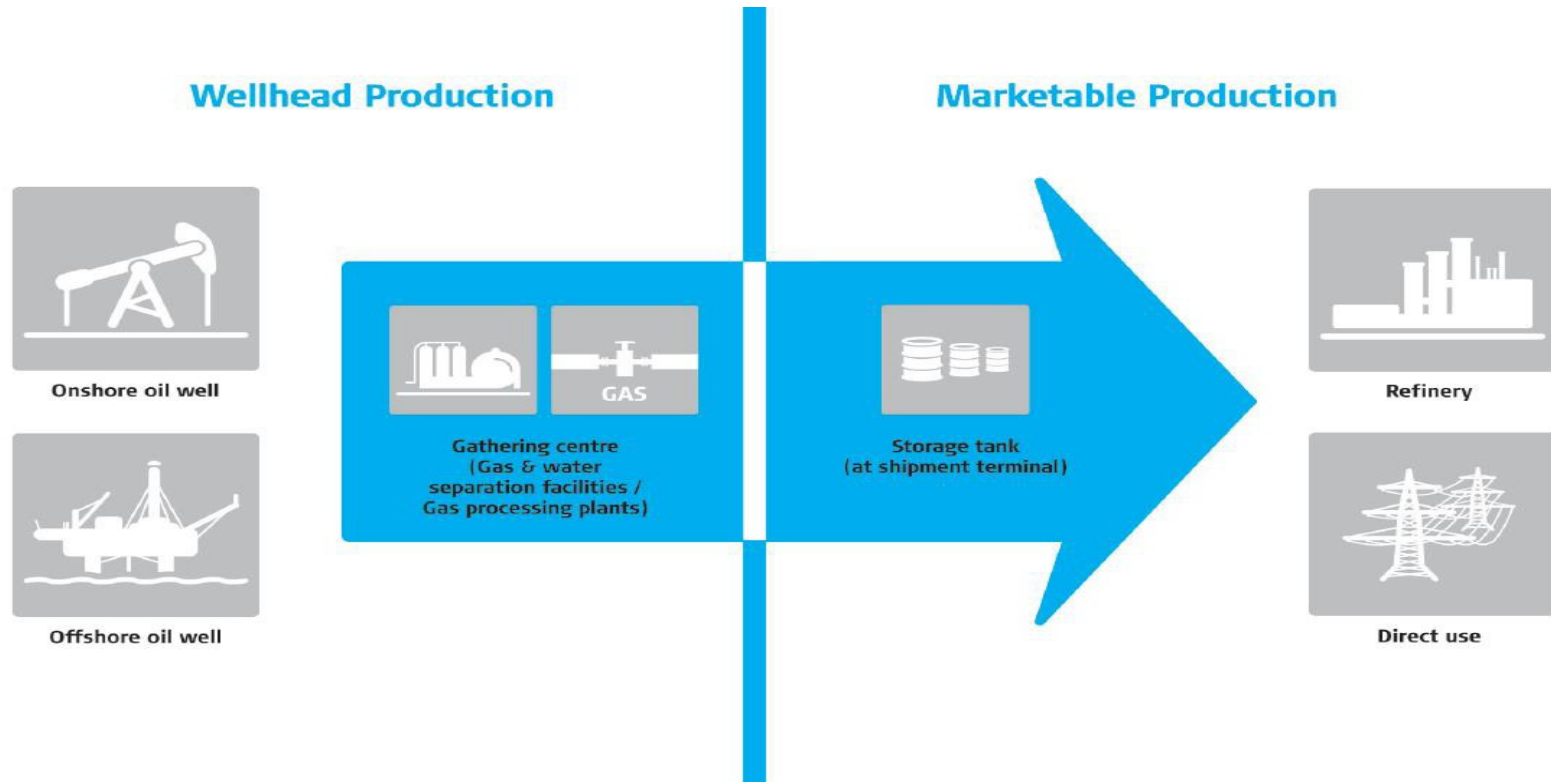 Wellhead Production
Marketable Production
Onshore oil well
Offshore oil well
GAS
Gathering centre
(Gas & water
separation facilities /
Gas processing plants)
Storage tank
(at shipment terminal)
Refinery
Direct use